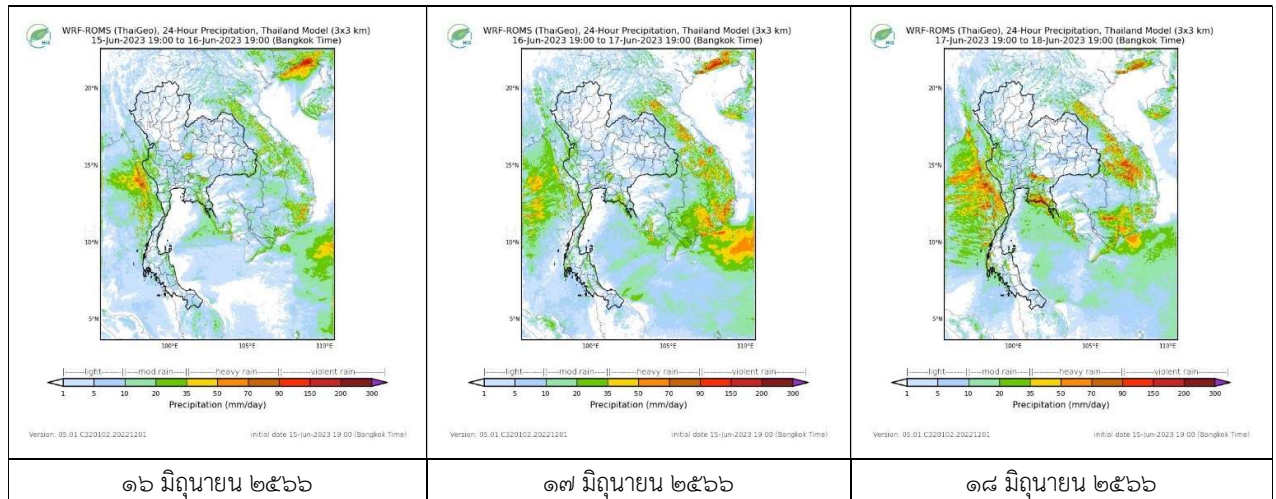 WRF-ROMS (ThaiGeo), 24-Hour Precipitation, Thailand Model (3x3 km)
15-Jun-2023 19:00 to 16-Jun-2023 19:00 (Bangkok Time)
20°N
15°N
10°N
5°N
100°E 105°E 110°E
|--------light-------||----mod rain----||--------heavy rain--------||-----------violent rain--------|
1 5 10 20 35 50 70 90 150 200 300
Precipitation (mm/day)
Version: 05.01.C320102.20221201 initial date 15-Jun-2023 19:00 (Bangkok Time)
๑๖ มิถุนายน ๒๕๖๖
WRF-ROMS (ThaiGeo), 24-Hour Precipitation, Thailand Model (3x3 km)
16-Jun-2023 19:00 to 17-Jun-2023 19:00 (Bangkok Time)
20°N
15°N
10°N
5°N
100°E 105°E 110°E
|--------light-------||----mod rain----||--------heavy rain--------||-----------violent rain--------|
1 5 10 20 35 50 70 90 150 200 300
Precipitation (mm/day)
Version: 05.01.C320102.20221201 initial date 15-Jun-2023 19:00 (Bangkok Time)
๑๗ มิถุนายน ๒๕๖๖
WRF-ROMS (ThaiGeo), 24-Hour Precipitation, Thailand Model (3x3 km)
17-Jun-2023 19:00 to 18-Jun-2023 19:00 (Bangkok Time)
20°N
15°N
10°N
5°N
100°E 105°E 110°E
|--------light-------||----mod rain----||--------heavy rain--------||-----------violent rain--------|
1 5 10 20 35 50 70 90 150 200 300
Precipitation (mm/day)
Version: 05.01.C320102.20221201 initial date 15-Jun-2023 19:00 (Bangkok Time)
๑๘ มิถุนายน ๒๕๖๖